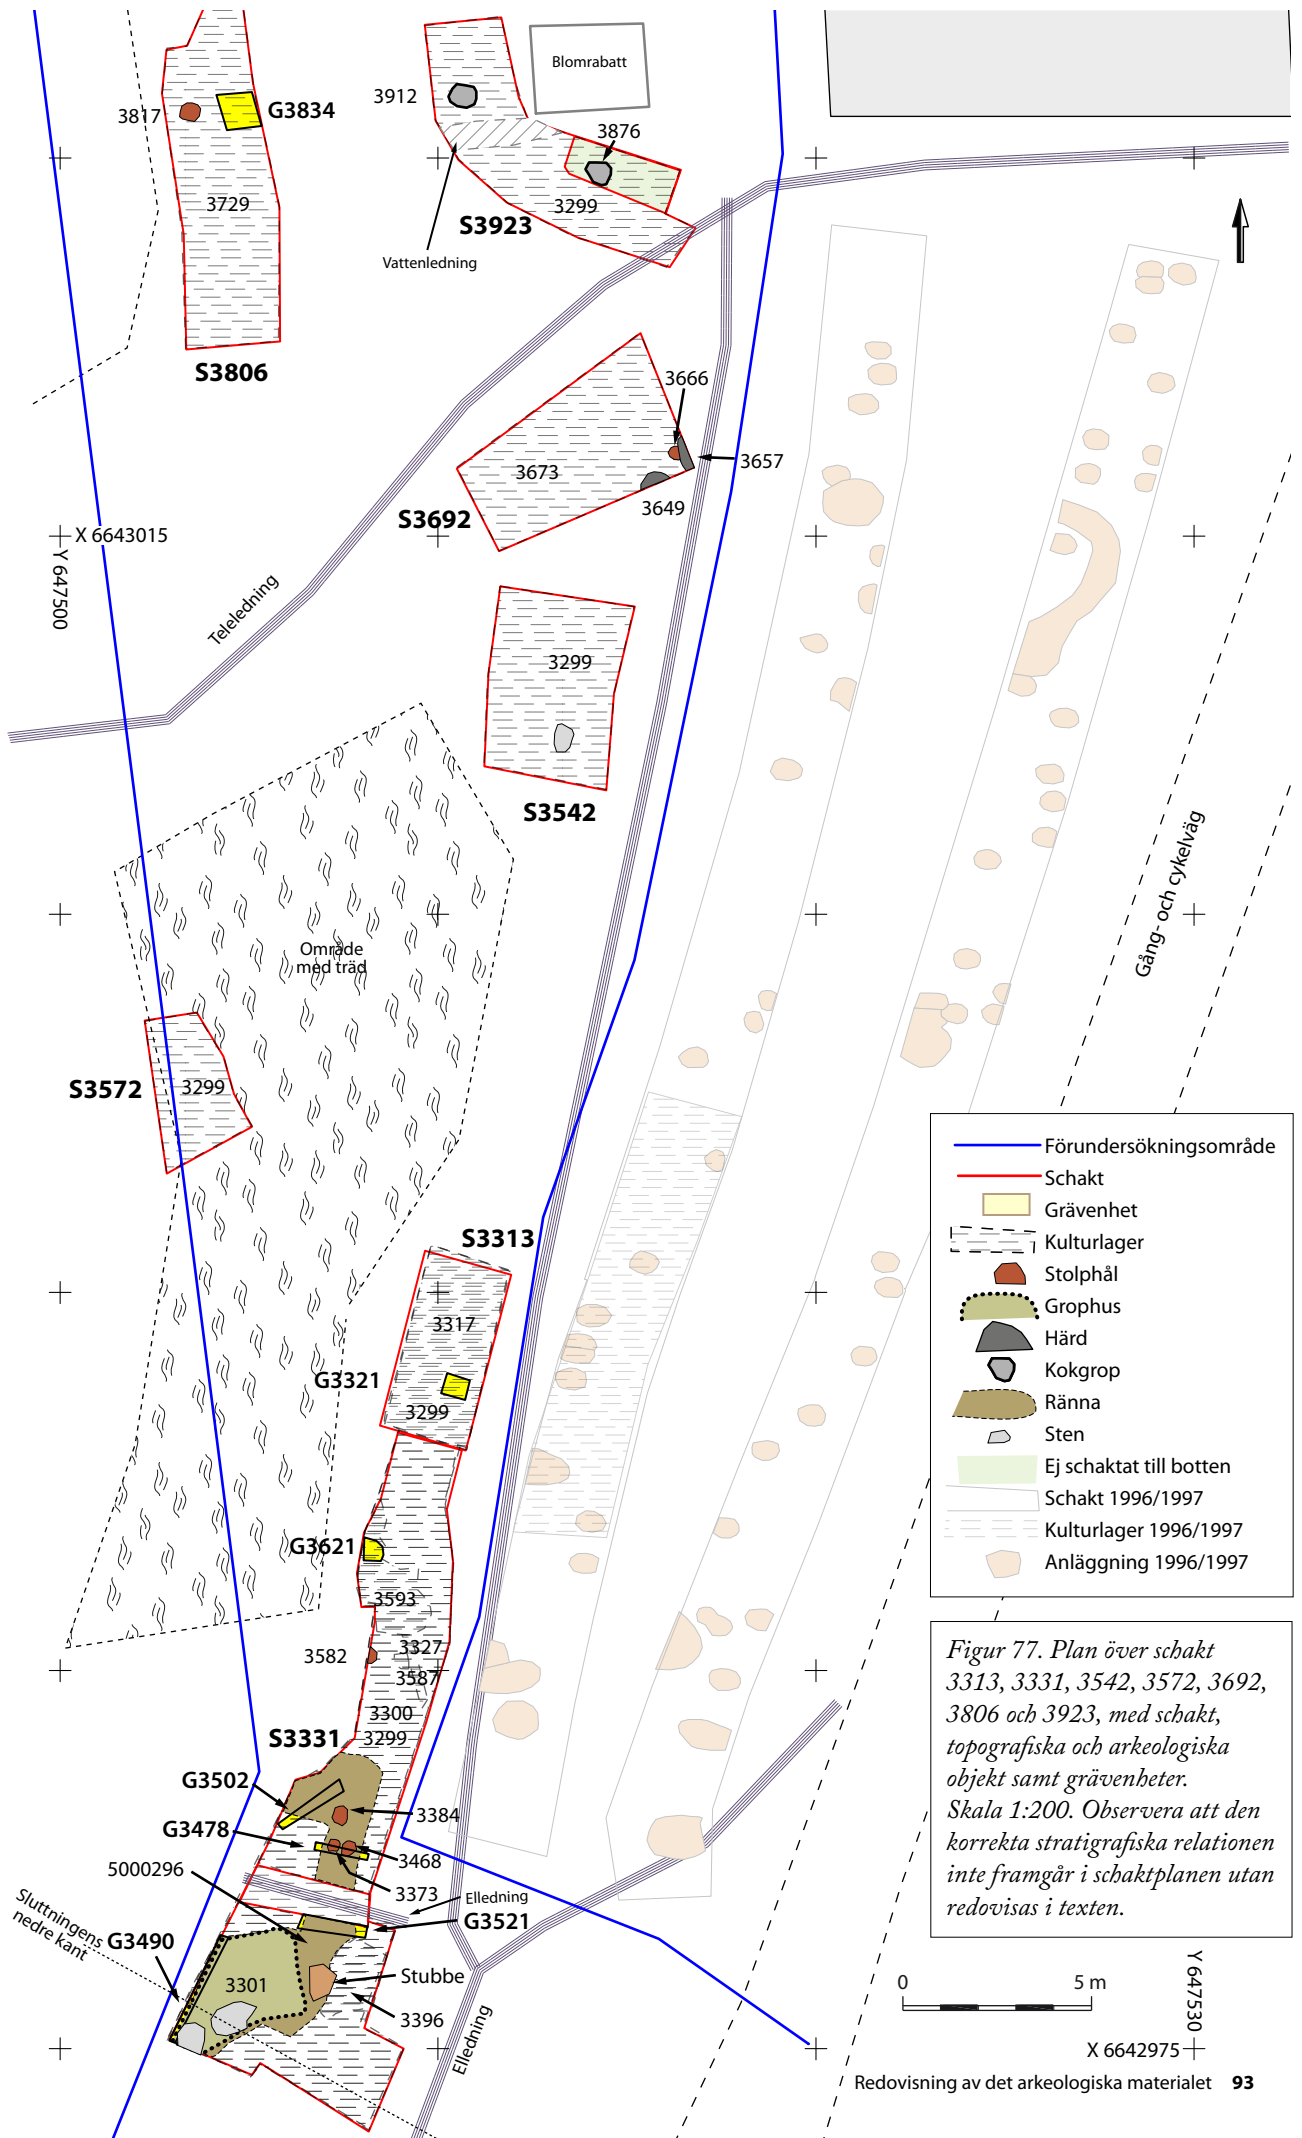 Blomrabatt
3912
3817
G3834
3876
3729
3299
S3923
Vattenledning
S3806
3666
3657
3673
3649
S3692
X 6643015
Y 647500
Teleledning
3299
S3542
Gång- och cykelväg
Område
med träd
S3572
3299
S3313
3317
G3321
3299
G3621
3593
3582
3327
3587
3300
S3331
3299
G3502
3384
G3478
3468
5000296
3373
Elledning
G3521
Sluttningens
nedre kant
G3490
3301
Stubbe
3396
Elledning
Förundersökningsområde
Schakt
Grävenhet
Kulturlager
Stolphål
Grophus
Härd
Kokgrop
Ränna
Sten
Ej schaktat till botten
Schakt 1996/1997
Kulturlager 1996/1997
Anläggning 1996/1997
Figur 77. Plan över schakt
3313, 3331, 3542, 3572, 3692,
3806 och 3923, med schakt,
topografiska och arkeologiska
objekt samt grävenheter.
Skala 1:200. Observera att den
korrekta stratigrafiska relationen
inte framgår i schaktplanen utan
redovisas i texten.
0 5 m
Y 647530
X 6642975
Redovisning av det arkeologiska materialet 93